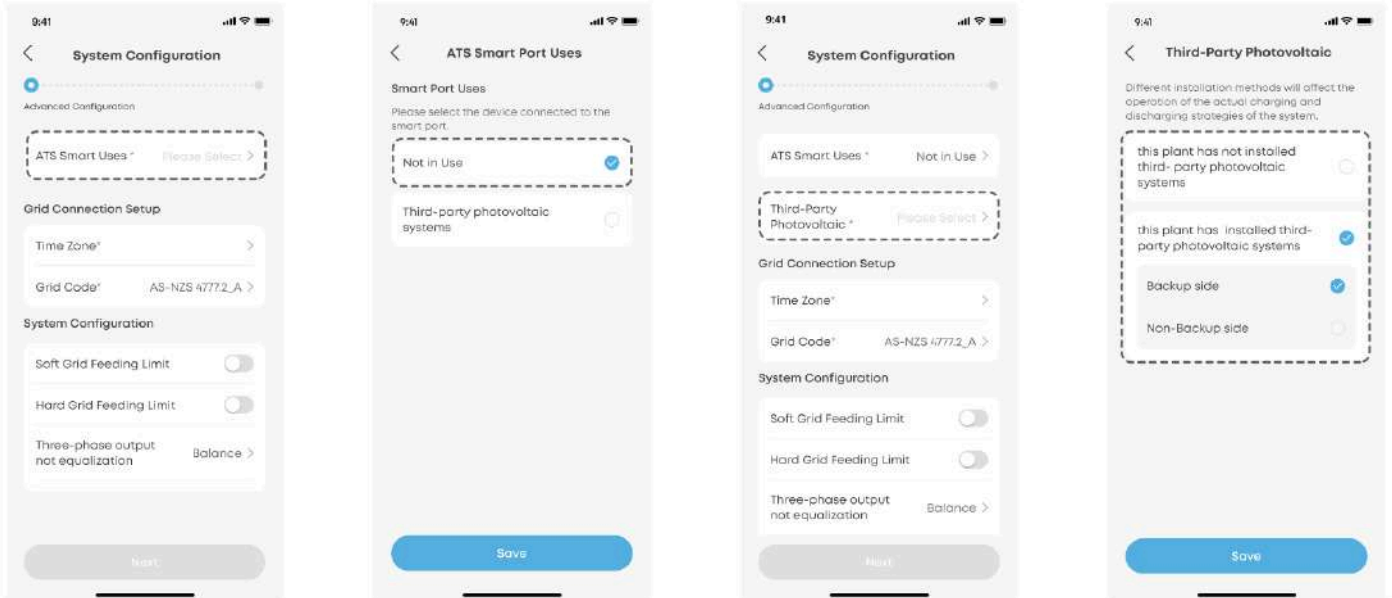 9:41
System Configuration
Advanced Configuration
ATS Smart Uses * Please Select >
Grid Connection Setup
Time Zone* >
Grid Code* AS-NZS 4777.2_A >
System Configuration
Soft Grid Feeding Limit
Hard Grid Feeding Limit
Three-phase output
not equalization
Balance >
Next
9:41
ATS Smart Port Uses
Smart Port Uses
Please select the device connected to the
smart port.
Not in Use
Third-party photovoltaic
systems
Save
9:41
System Configuration
Advanced Configuration
ATS Smart Uses * Not in Use >
Third-Party
Photovoltaic *
Please Select >
Grid Connection Setup
Time Zone* >
Grid Code* AS-NZS 4777.2_A >
System Configuration
Soft Grid Feeding Limit
Hard Grid Feeding Limit
Three-phase output
not equalization
Balance >
Next
9:41
Third-Party Photovoltaic
Different installation methods will affect the
operation of the actual charging and
discharging strategies of the system.
this plant has not installed
third- party photovoltaic
systems
this plant has installed third-
party photovoltaic systems
Backup side
Non-Backup side
Save